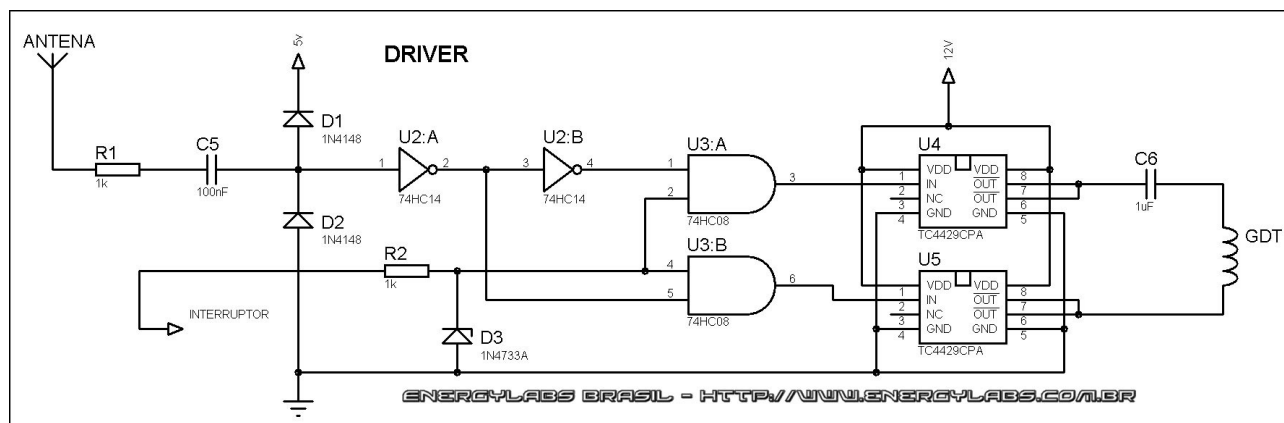 ANTENA
5v
DRIVER
12V
D1
1N4148
R1
1k
C5
100nF
U2:A
1
2
74HC14
U2:B
3
4
74HC14
U3:A
1
2
3
74HC08
U4
VDD VDD
IN OUT
NC OUT
GND GND
1
2
3
4
8
7
6
5
TC4429CPA
C6
1uF
GDT
D2
1N4148
R2
1k
U3:B
4
5
6
74HC08
U5
VDD VDD
IN OUT
NC OUT
GND GND
1
2
3
4
8
7
6
5
TC4429CPA
INTERRUPTOR
D3
1N4733A
ENERGYLABS BRASIL - HTTP://WWW.ENERGYLABS.COM.BR